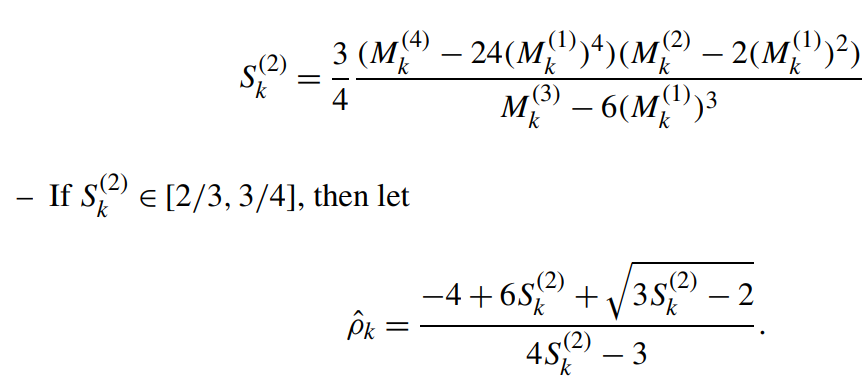 S_k^{(2)} = \frac{3}{4} \frac{(M_k^{(4)} - 24(M_k^{(1)})^4)(M_k^{(2)} - 2(M_k^{(1)})^2)}{M_k^{(3)} - 6(M_k^{(1)})^3}
– If S_k^{(2)} ∈ [2/3, 3/4], then let
\hat{ρ}_k = \frac{-4 + 6S_k^{(2)} + \sqrt{3S_k^{(2)} - 2}}{4S_k^{(2)} - 3}.